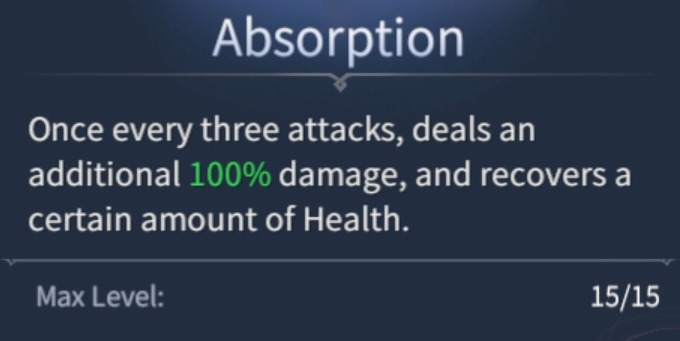 Absorption
Once every three attacks, deals an
additional 100% damage, and recovers a
certain amount of Health.
Max Level: 15/15